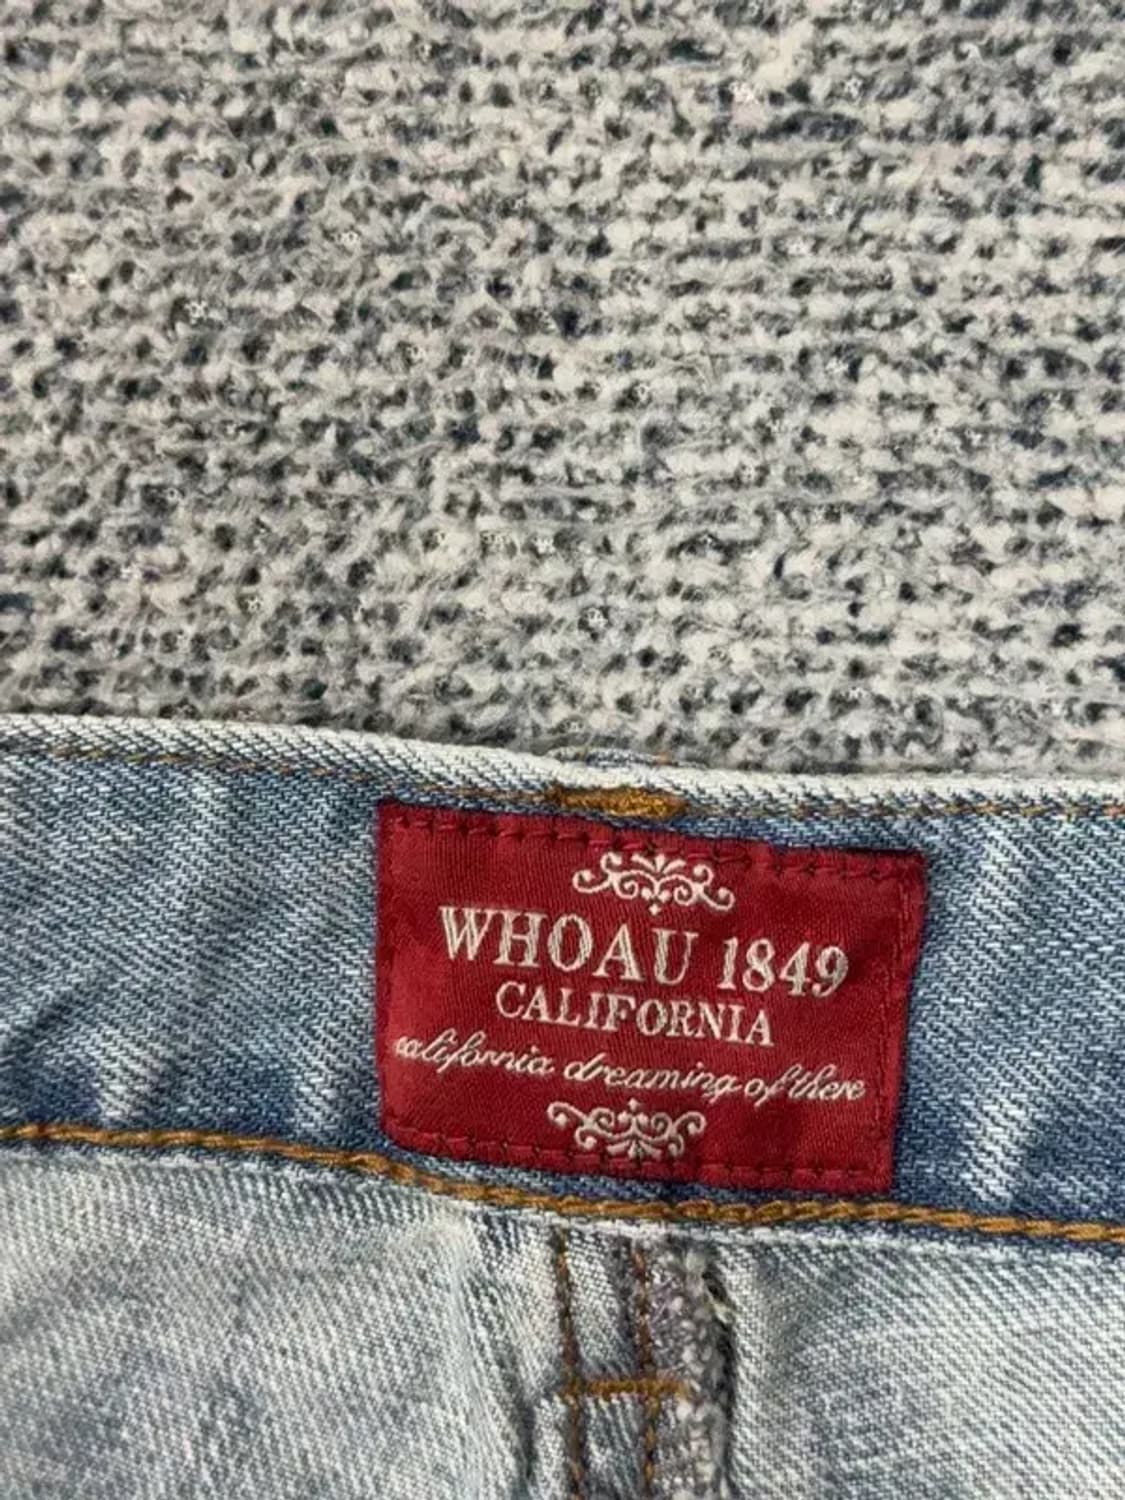 WHOAU 1849
CALIFORNIA
california dreaming of there